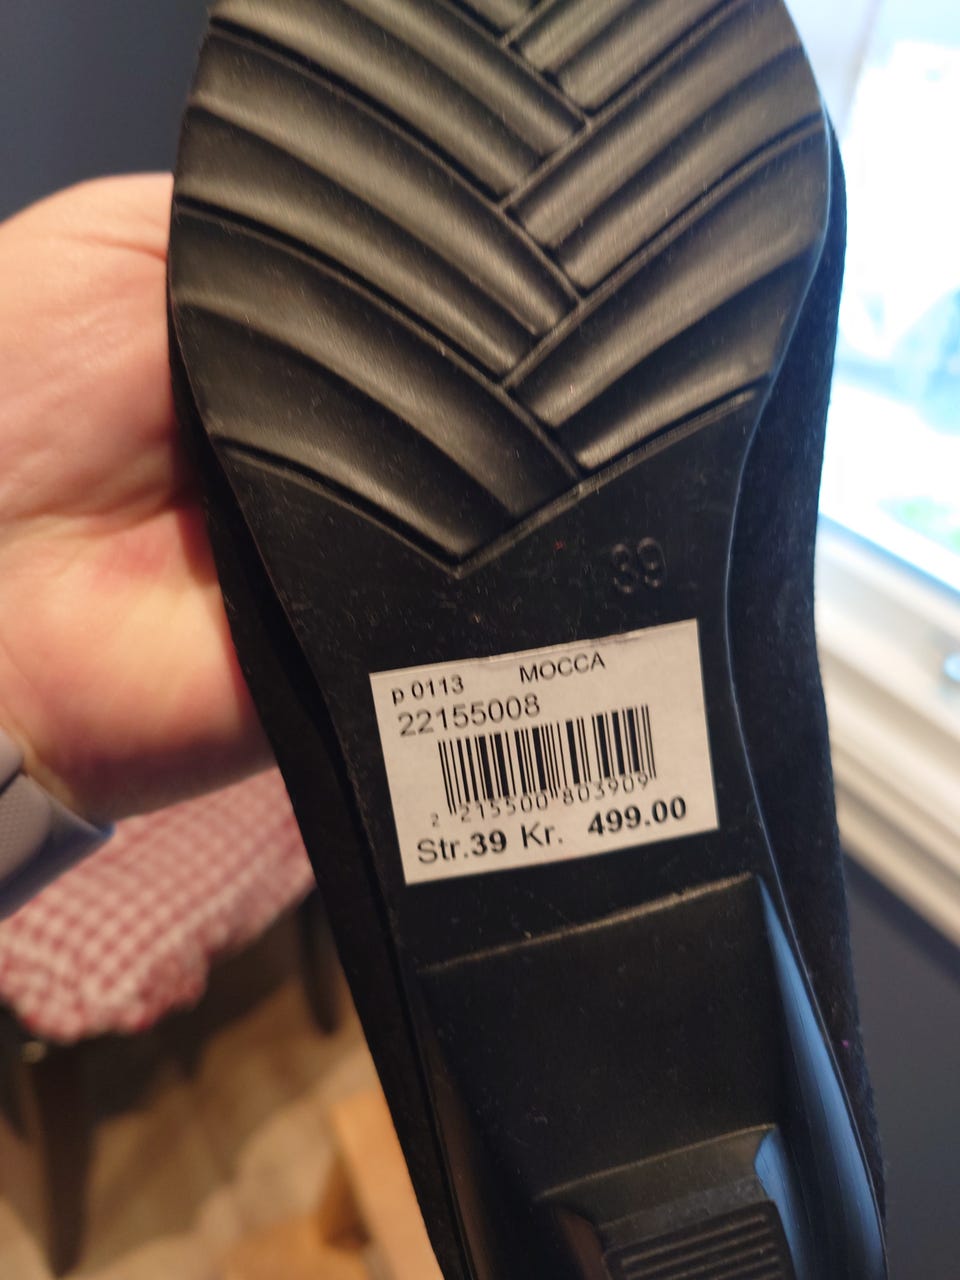 39
p 0113 MOCCA
22155008
2 215500 803909
Str.39 Kr. 499.00